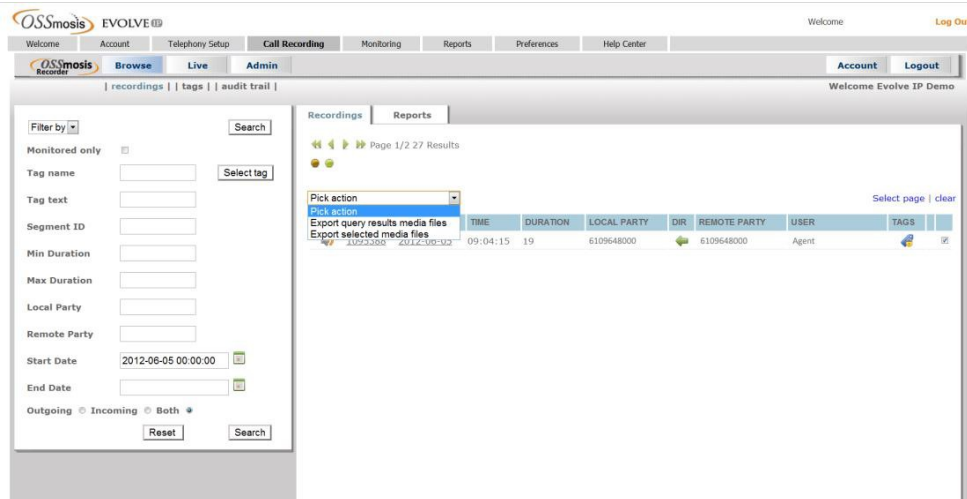 OSSmosis EVOLVE IP Welcome Log Ou
Welcome Account Telephony Setup Call Recording Monitoring Reports Preferences Help Center
OSSmosis Recorder Browse Live Admin Account Logout
| recordings | | tags | | audit trail | Welcome Evolve IP Demo
Filter by Search
Monitored only
Tag name Select tag
Tag text
Segment ID
Min Duration
Max Duration
Local Party
Remote Party
Start Date 2012-06-05 00:00:00
End Date
Outgoing Incoming Both
Reset Search
Recordings Reports
Page 1/2 27 Results
Pick action Select page | clear
Pick action
Export query results media files
Export selected media files
TIME DURATION LOCAL PARTY DIR REMOTE PARTY USER TAGS
1095388 2012-06-05 09:04:15 19 6109648000 6109648000 Agent